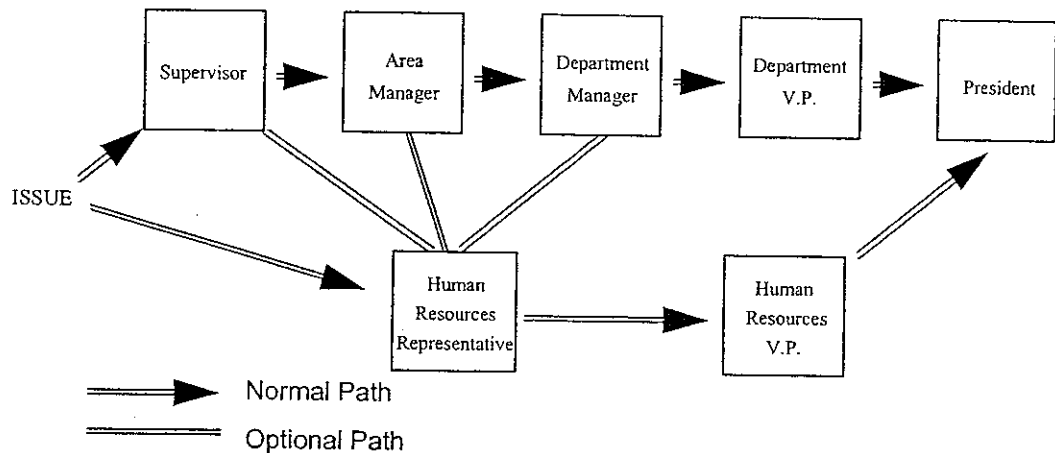 Supervisor
Area
Manager
Department
Manager
Department
V.P.
President
ISSUE
Human
Resources
Representative
Human
Resources
V.P.
Normal Path
Optional Path